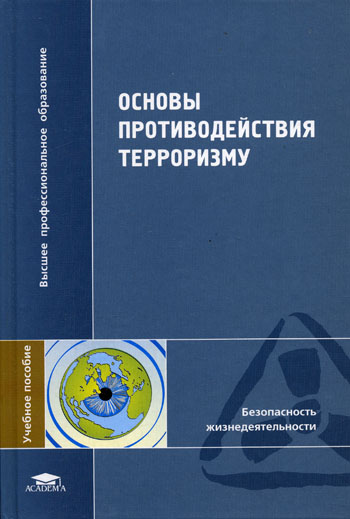 ОСНОВЫ
ПРОТИВОДЕЙСТВИЯ
ТЕРРОРИЗМУ
Высшее профессиональное образование
Учебное пособие
Безопасность
жизнедеятельности
ACADEMA